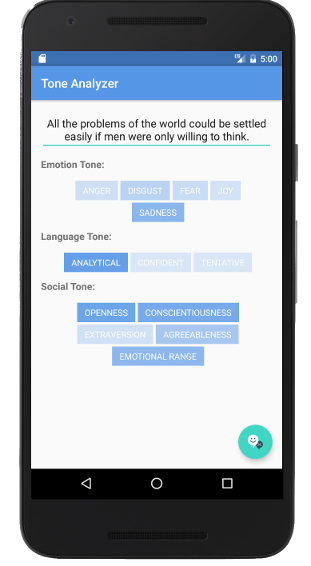 5:00
Tone Analyzer
All the problems of the world could be settled
easily if men were only willing to think.
Emotion Tone:
ANGER DISGUST FEAR JOY
SADNESS
Language Tone:
ANALYTICAL CONFIDENT TENTATIVE
Social Tone:
OPENNESS CONSCIENTIOUSNESS
EXTRAVERSION AGREEABLENESS
EMOTIONAL RANGE